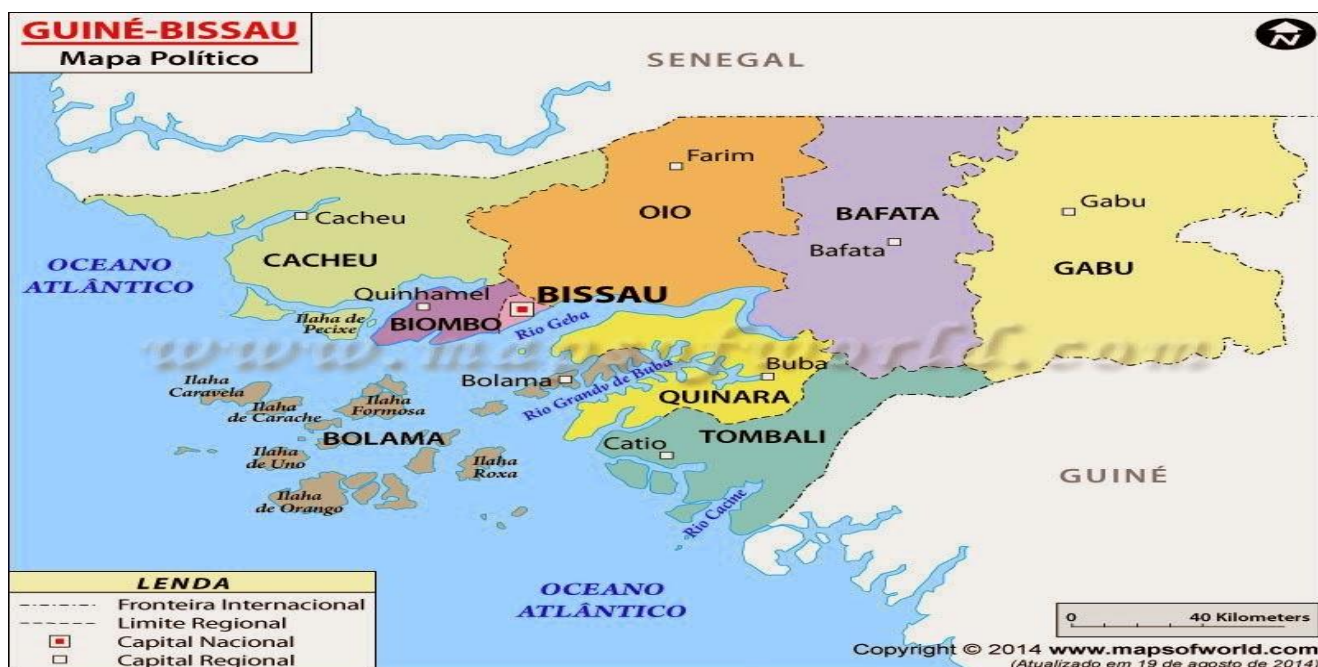 GUINÉ-BISSAU
Mapa Político
N
SENEGAL
Farim
OIO
BAFATA
Bafata
Gabu
GABU
Cacheu
CACHEU
OCEANO
ATLÂNTICO
Quinhamel
BIOMBO
BISSAU
Ilaha de
Pecixe
Rio Geba
www.mapsofworld.com
Bolama
Buba
Rio Grandv de Buba
QUINARA
Ilaha
Caravela
Ilaha
de Carache
Ilaha
Formosa
BOLAMA
Catio
TOMBALI
Ilaha
de Uno
Ilaha
Roxa
Ilaha
de Orango
Rio Cacine
GUINÉ
OCEANO
ATLÂNTICO
LENDA
Fronteira Internacional
Limite Regional
Capital Nacional
Capital Regional
0 40 Kilometers
Copyright © 2014 www.mapsofworld.com
(Atualizado em 19 de agosto de 2014)